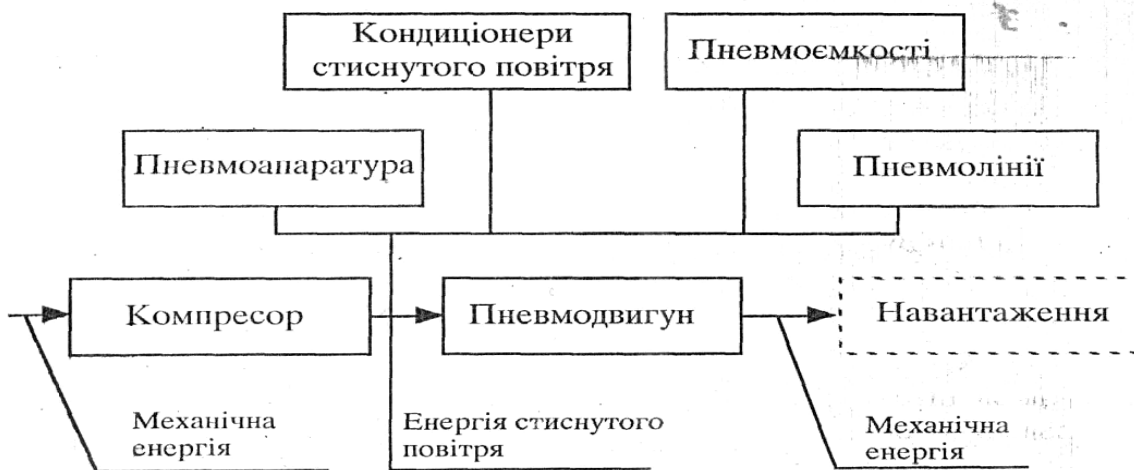 Кондиціонери
стиснутого повітря
Пневмоємкості
Пневмоапаратура
Пневмолінії
Компресор
Пневмодвигун
Навантаження
Механічна
енергія
Енергія стиснутого
повітря
Механічна
енергія